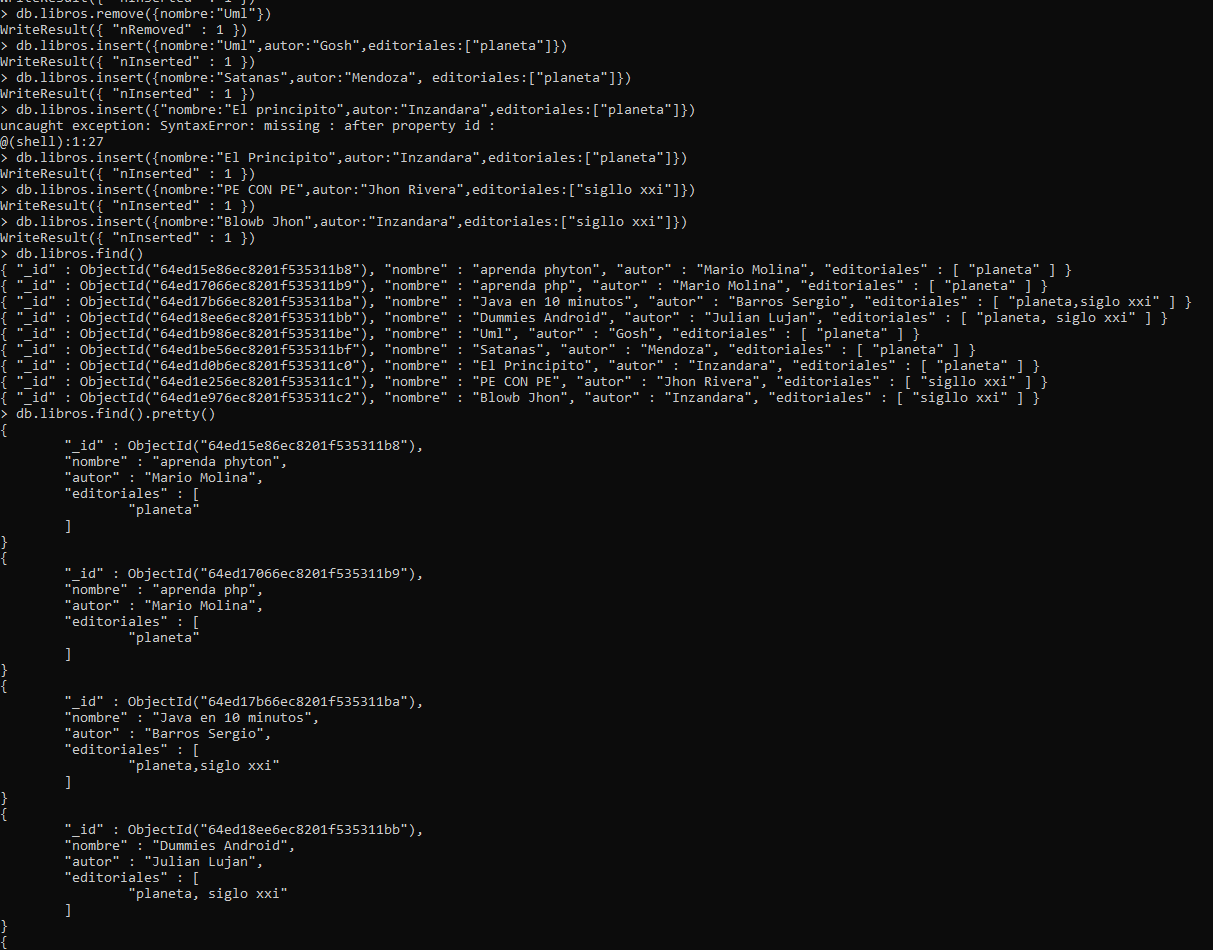 WriteResult({ "nInserted" : 1 })
> db.libros.remove({nombre:"Uml"})
WriteResult({ "nRemoved" : 1 })
> db.libros.insert({nombre:"Uml",autor:"Gosh",editoriales:["planeta"]})
WriteResult({ "nInserted" : 1 })
> db.libros.insert({nombre:"Satanas",autor:"Mendoza", editoriales:["planeta"]})
WriteResult({ "nInserted" : 1 })
> db.libros.insert({"nombre:"El principito",autor:"Inzandara",editoriales:["planeta"]})
uncaught exception: SyntaxError: missing : after property id :
@(shell):1:27
> db.libros.insert({nombre:"El Principito",autor:"Inzandara",editoriales:["planeta"]})
WriteResult({ "nInserted" : 1 })
> db.libros.insert({nombre:"PE CON PE",autor:"Jhon Rivera",editoriales:["sigllo xxi"]})
WriteResult({ "nInserted" : 1 })
> db.libros.insert({nombre:"Blowb Jhon",autor:"Inzandara",editoriales:["sigllo xxi"]})
WriteResult({ "nInserted" : 1 })
> db.libros.find()
{ "_id" : ObjectId("64ed15e86ec8201f535311b8"), "nombre" : "aprenda phyton", "autor" : "Mario Molina", "editoriales" : [ "planeta" ] }
{ "_id" : ObjectId("64ed17066ec8201f535311b9"), "nombre" : "aprenda php", "autor" : "Mario Molina", "editoriales" : [ "planeta" ] }
{ "_id" : ObjectId("64ed17b66ec8201f535311ba"), "nombre" : "Java en 10 minutos", "autor" : "Barros Sergio", "editoriales" : [ "planeta,siglo xxi" ] }
{ "_id" : ObjectId("64ed18ee6ec8201f535311bb"), "nombre" : "Dummies Android", "autor" : "Julian Lujan", "editoriales" : [ "planeta, siglo xxi" ] }
{ "_id" : ObjectId("64ed1b986ec8201f535311be"), "nombre" : "Uml", "autor" : "Gosh", "editoriales" : [ "planeta" ] }
{ "_id" : ObjectId("64ed1be56ec8201f535311bf"), "nombre" : "Satanas", "autor" : "Mendoza", "editoriales" : [ "planeta" ] }
{ "_id" : ObjectId("64ed1d0b6ec8201f535311c0"), "nombre" : "El Principito", "autor" : "Inzandara", "editoriales" : [ "planeta" ] }
{ "_id" : ObjectId("64ed1e256ec8201f535311c1"), "nombre" : "PE CON PE", "autor" : "Jhon Rivera", "editoriales" : [ "sigllo xxi" ] }
{ "_id" : ObjectId("64ed1e976ec8201f535311c2"), "nombre" : "Blowb Jhon", "autor" : "Inzandara", "editoriales" : [ "sigllo xxi" ] }
> db.libros.find().pretty()
{
"_id" : ObjectId("64ed15e86ec8201f535311b8"),
"nombre" : "aprenda phyton",
"autor" : "Mario Molina",
"editoriales" : [
"planeta"
]
}
{
"_id" : ObjectId("64ed17066ec8201f535311b9"),
"nombre" : "aprenda php",
"autor" : "Mario Molina",
"editoriales" : [
"planeta"
]
}
{
"_id" : ObjectId("64ed17b66ec8201f535311ba"),
"nombre" : "Java en 10 minutos",
"autor" : "Barros Sergio",
"editoriales" : [
"planeta,siglo xxi"
]
}
{
"_id" : ObjectId("64ed18ee6ec8201f535311bb"),
"nombre" : "Dummies Android",
"autor" : "Julian Lujan",
"editoriales" : [
"planeta, siglo xxi"
]
}
{